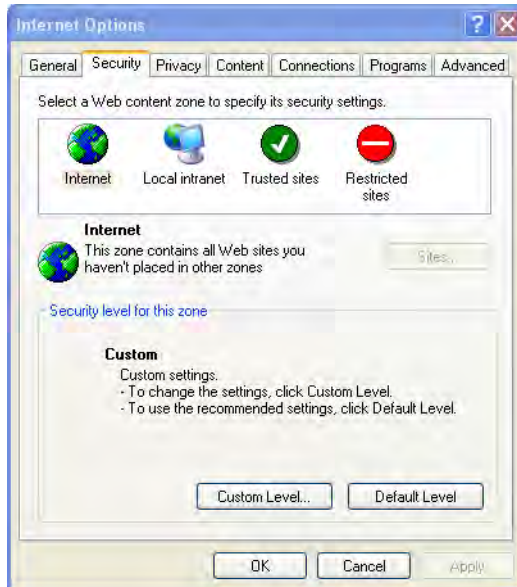 Internet Options
General Security Privacy Content Connections Programs Advanced
Select a Web content zone to specify its security settings.
Internet Local intranet Trusted sites Restricted sites
Internet
This zone contains all Web sites you
haven't placed in other zones
Sites...
Security level for this zone
Custom
Custom settings.
- To change the settings, click Custom Level.
- To use the recommended settings, click Default Level.
Custom Level... Default Level
OK Cancel Apply